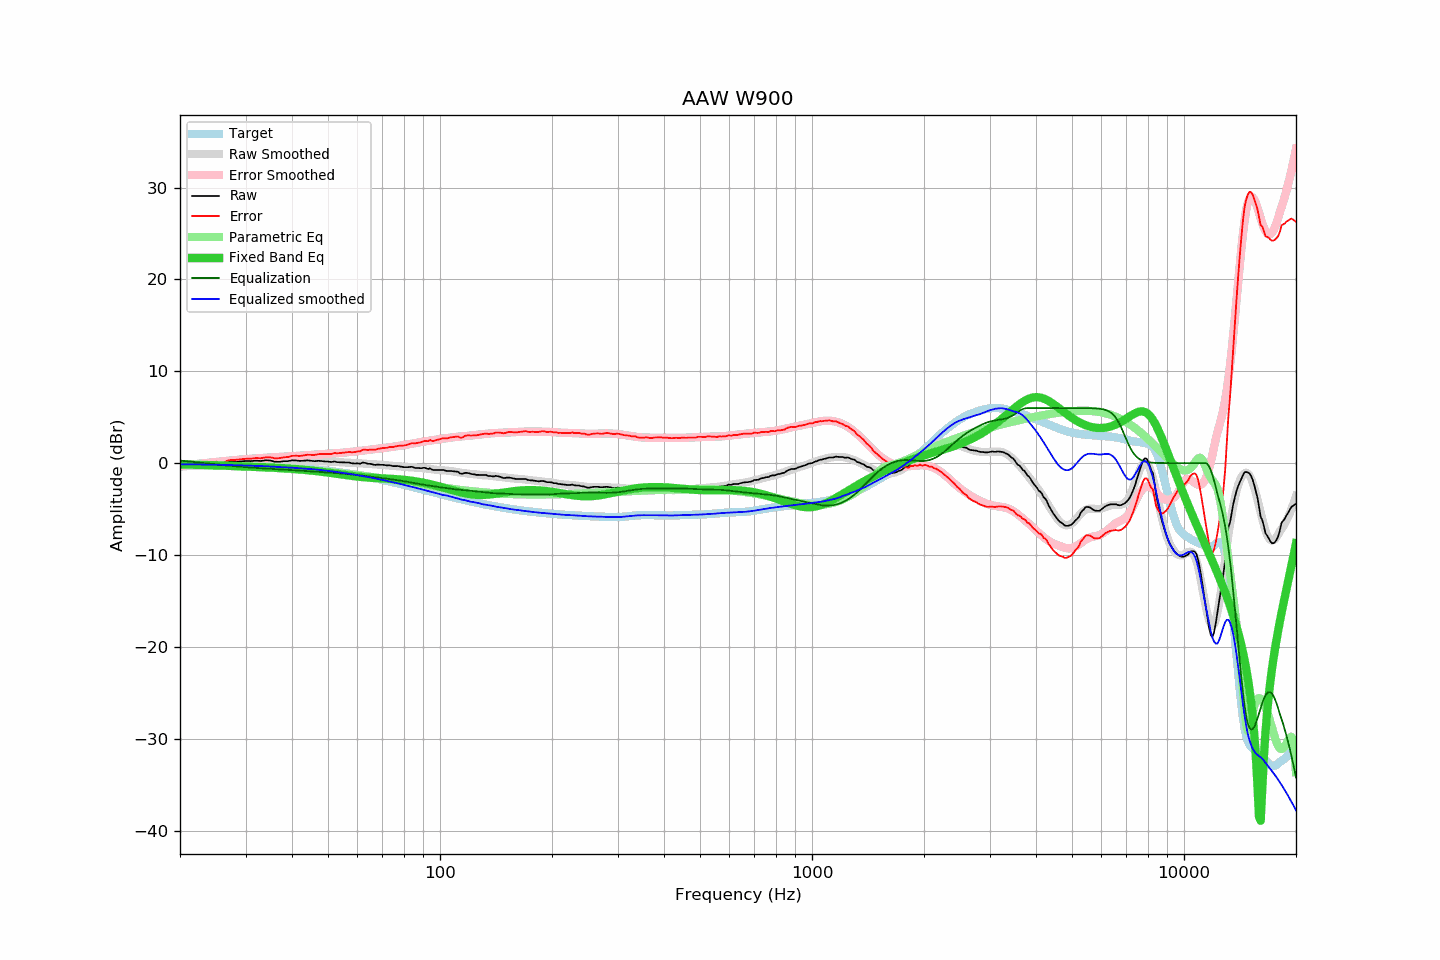 AAW W900
Target
Raw Smoothed
Error Smoothed
Raw
Error
Parametric Eq
Fixed Band Eq
Equalization
Equalized smoothed
30
20
10
0
−10
−20
−30
−40
Amplitude (dBr)
100
1000
10000
Frequency (Hz)